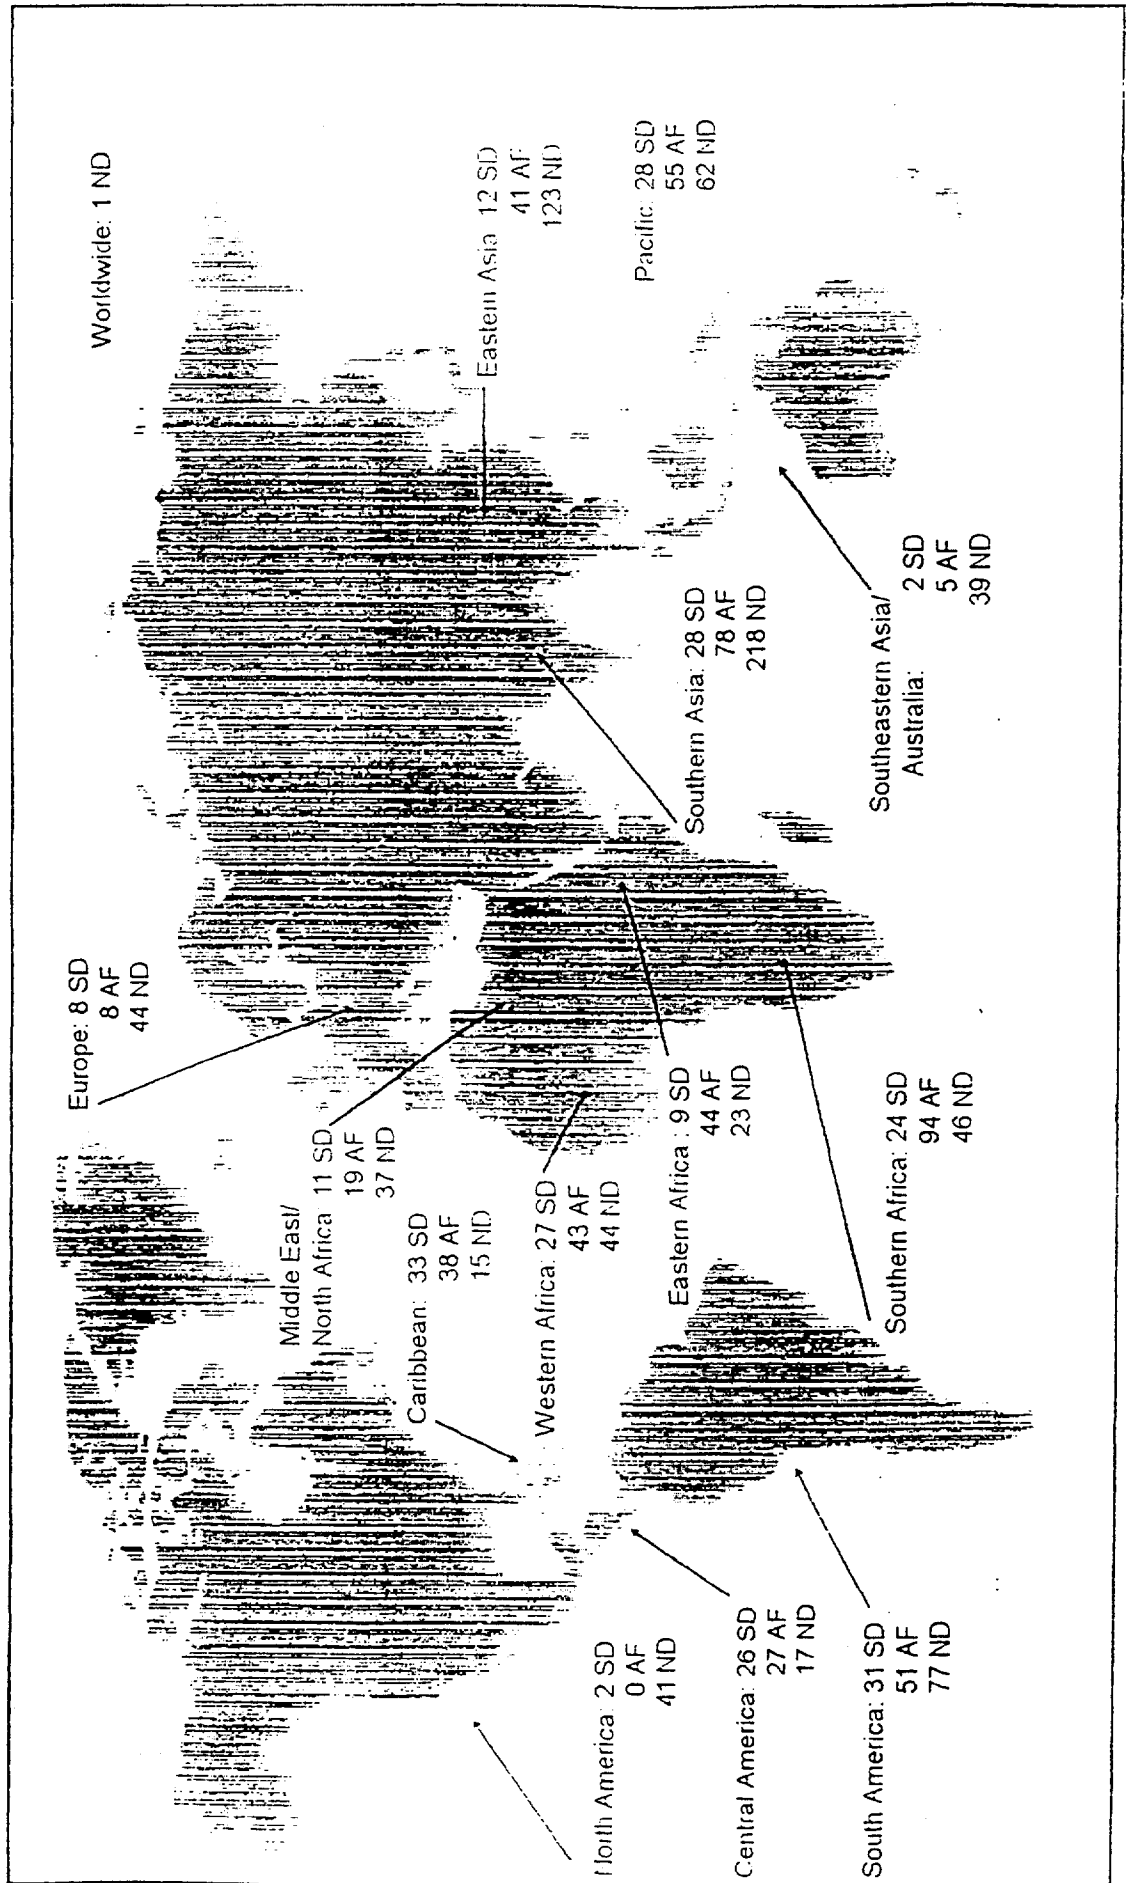 Worldwide: 1 ND
Europe: 8 SD
8 AF
44 ND
Eastern Asia 12 SD
41 AF
123 ND
Middle East/
North Africa 11 SD
19 AF
37 ND
Caribbean: 33 SD
38 AF
15 ND
Pacific: 28 SD
55 AF
62 ND
Western Africa: 27 SD
43 AF
44 ND
North America: 2 SD
0 AF
41 ND
Eastern Africa: 9 SD
44 AF
23 ND
Southern Asia: 28 SD
78 AF
218 ND
Central America: 26 SD
27 AF
17 ND
South America: 31 SD
51 AF
77 ND
Southern Africa: 24 SD
94 AF
46 ND
Southeastern Asia/
Australia:
2 SD
5 AF
39 ND